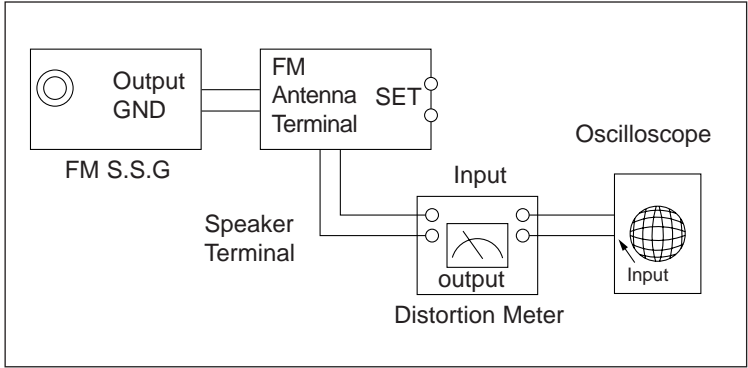 Output
GND
FM S.S.G
FM
Antenna
Terminal
SET
Speaker
Terminal
Input
output
Distortion Meter
Oscilloscope
Input